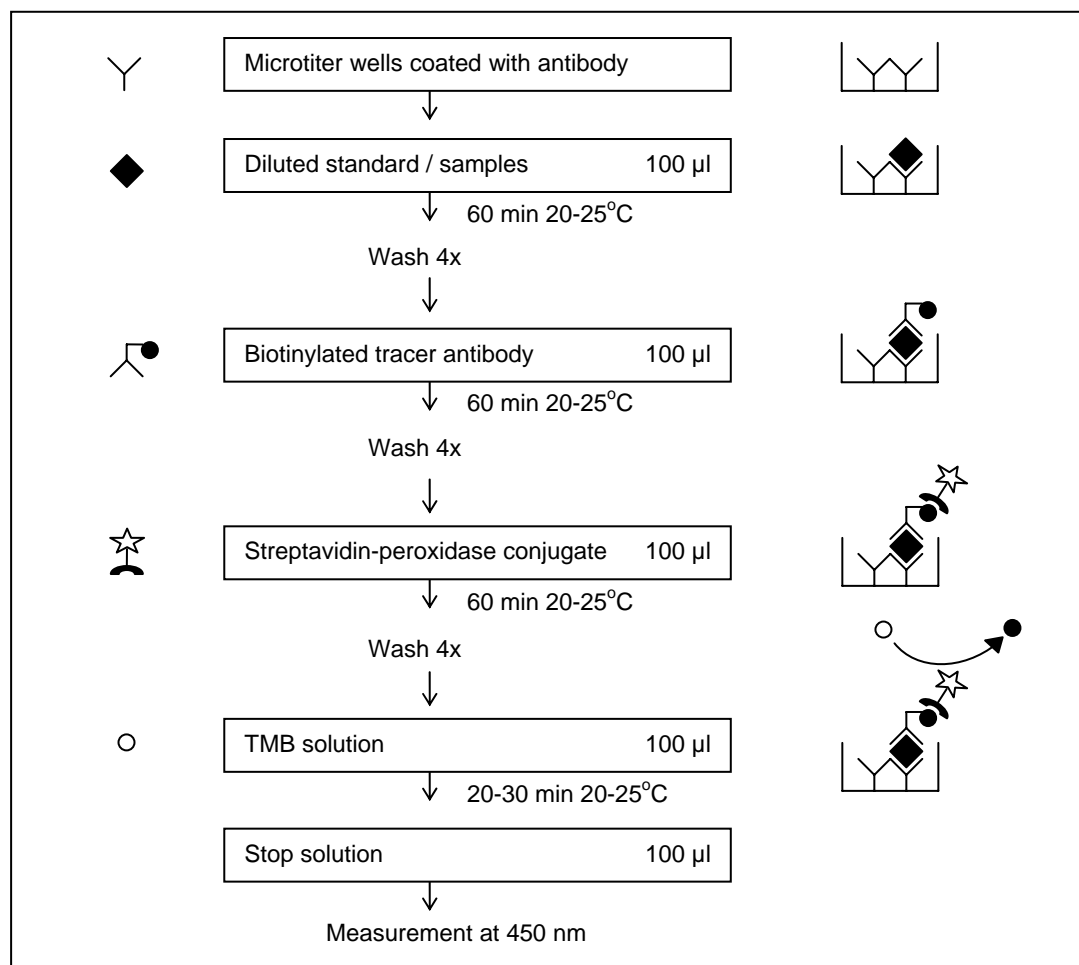 Microtiter wells coated with antibody
Diluted standard / samples 100 µl
60 min 20-25°C
Wash 4x
Biotinylated tracer antibody 100 µl
60 min 20-25°C
Wash 4x
Streptavidin-peroxidase conjugate 100 µl
60 min 20-25°C
Wash 4x
TMB solution 100 µl
20-30 min 20-25°C
Stop solution 100 µl
Measurement at 450 nm